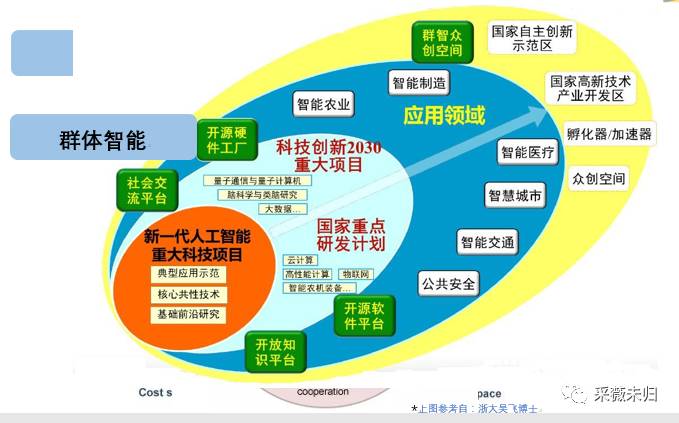 群智众
创空间
国家自主创新
示范区
智能制造
国家高新技术
产业开发区
智能农业
应用领域
群体智能
开源硬
件工厂
孵化器/加速器
科技创新2030
重大项目
智能医疗
社会交
流平台
量子通信与量子计算机
脑科学与类脑研究
大数据...
众创空间
智慧城市
国家重点
研发计划
新一代人工智能
重大科技项目
智能交通
云计算
典型应用示范
高性能计算
物联网
智能农机装备...
公共安全
核心共性技术
基础前沿研究
开源软
件平台
开放知
识平台
Cost s
cooperation
pace
采薇未归
*上图参考自：浙大吴飞博士